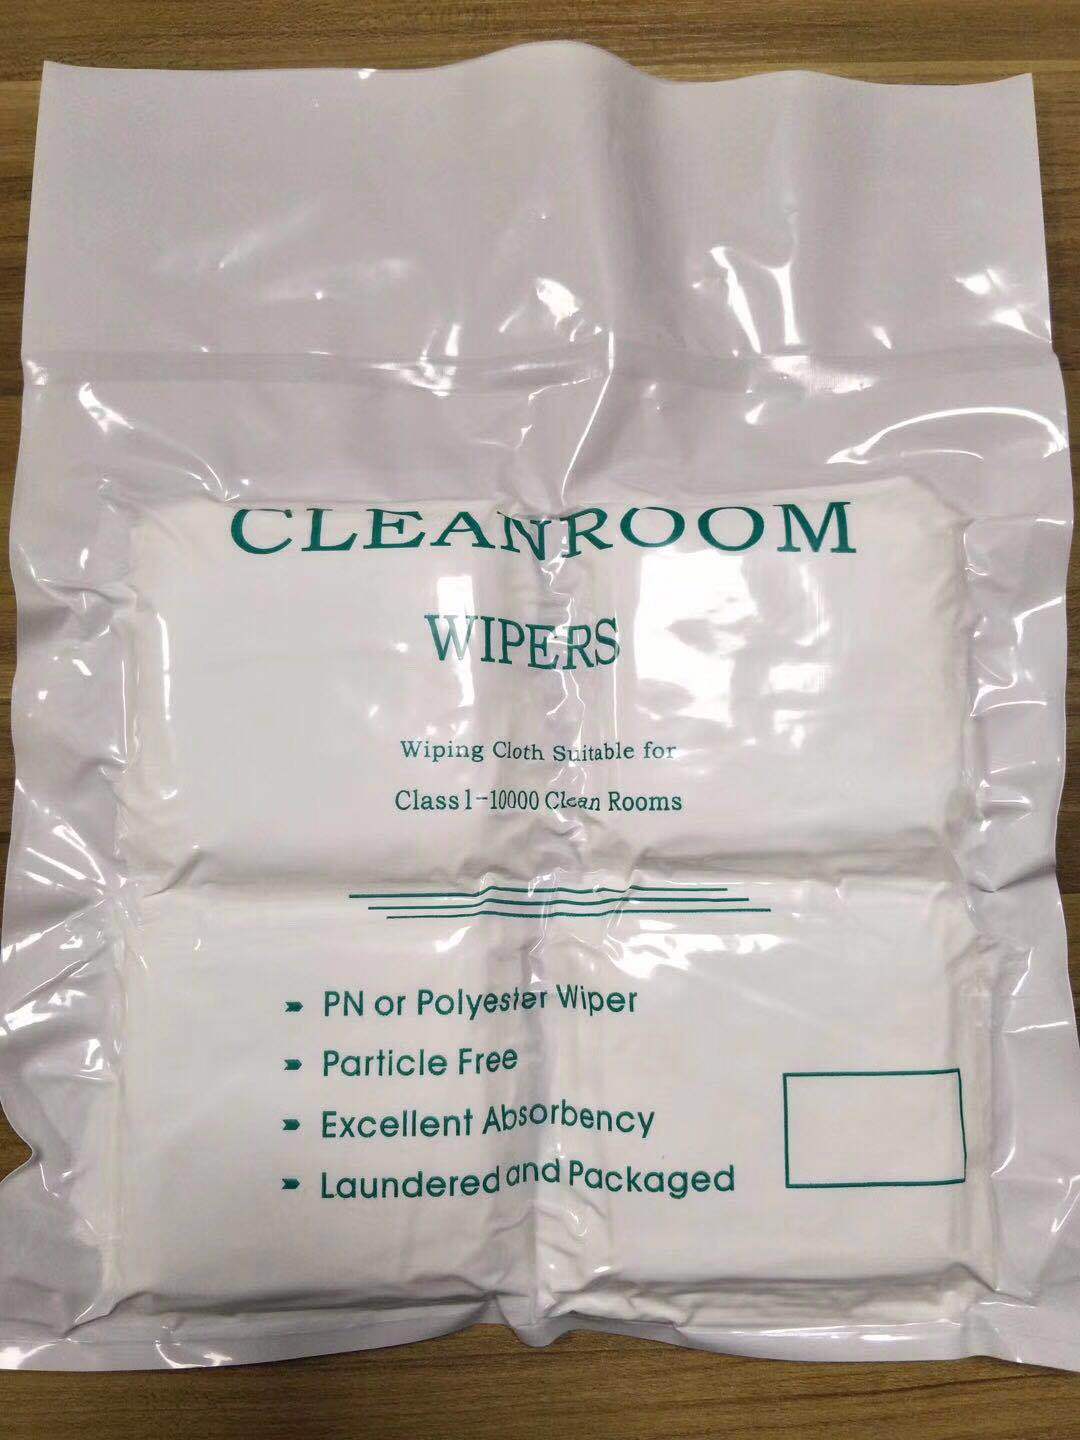 CLEANROOM
WIPERS
Wiping Cloth Suitable for
Class 1-10000 Clean Rooms
PN or Polyester Wiper
Particle Free
Excellent Absorbency
Laundered and Packaged